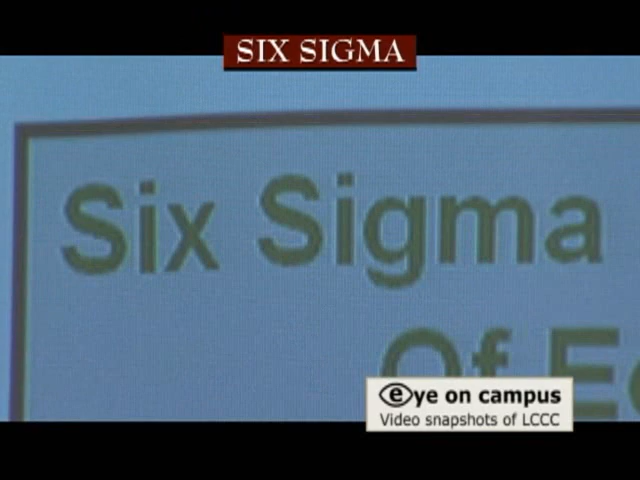 SIX SIGMA
Six Sigma
Of
eye on campus
Video snapshots of LCCC